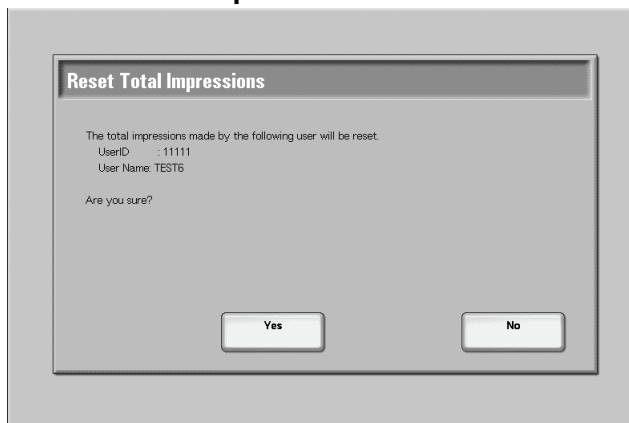 Reset Total Impressions
The total impressions made by the following user will be reset.
UserID : 11111
User Name: TEST6
Are you sure?
Yes No